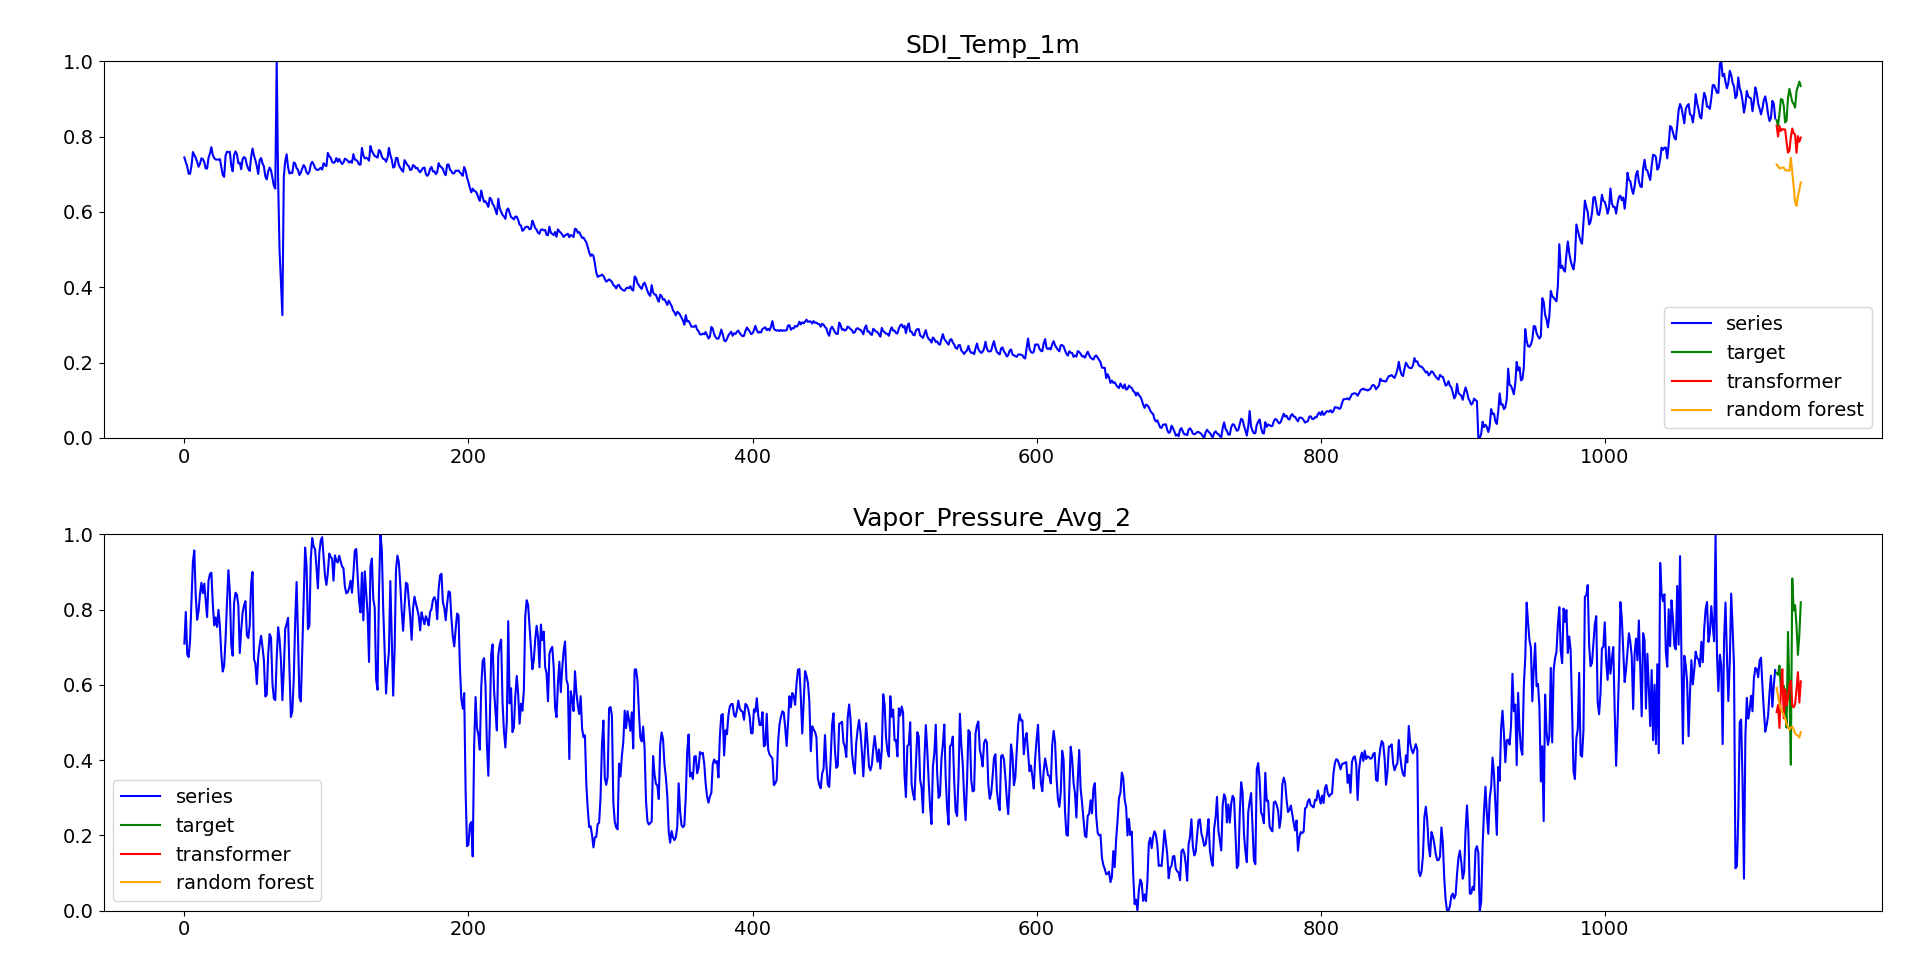 SDI_Temp_1m
1.0
0.8
0.6
0.4
0.2
0.0
series
target
transformer
random forest
0 200 400 600 800 1000
Vapor_Pressure_Avg_2
1.0
0.8
0.6
0.4
0.2
0.0
series
target
transformer
random forest
0 200 400 600 800 1000